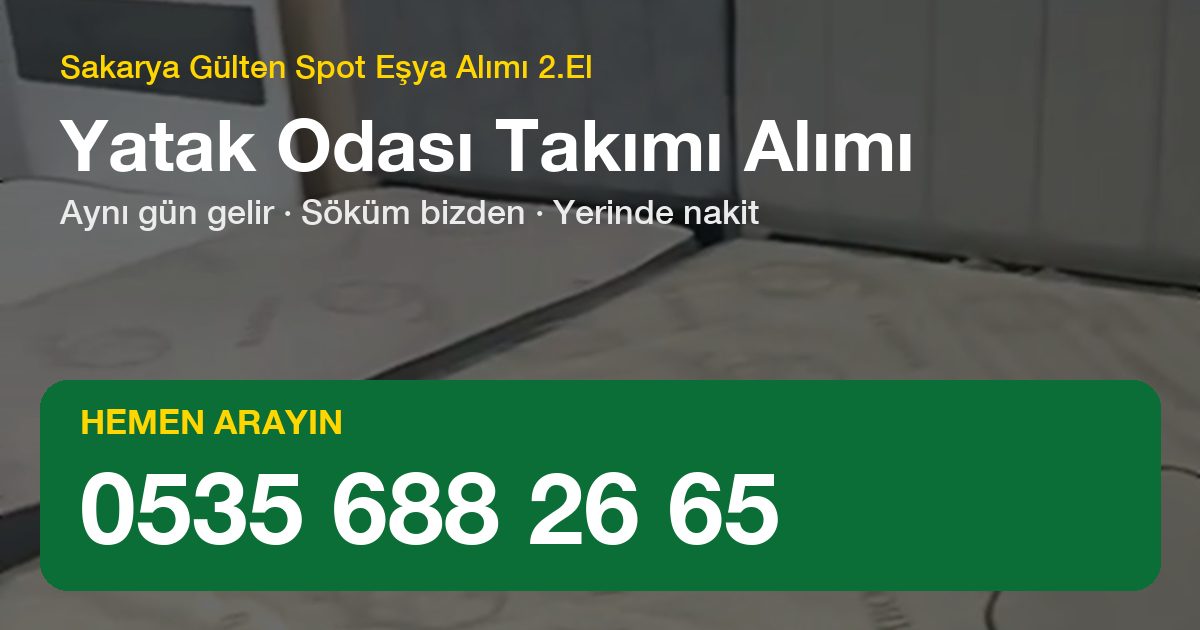 Sakarya Gülten Spot Eşya Alımı 2.El
Yatak Odası Takımı Alımı
Aynı gün gelir · Söküm bizden · Yerinde nakit
HEMEN ARAYIN
0535 688 26 65